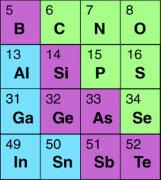 5 6 7 8
B C N O
13 14 15 16
Al Si P S
31 32 33 34
Ga Ge As Se
49 50 51 52
In Sn Sb Te